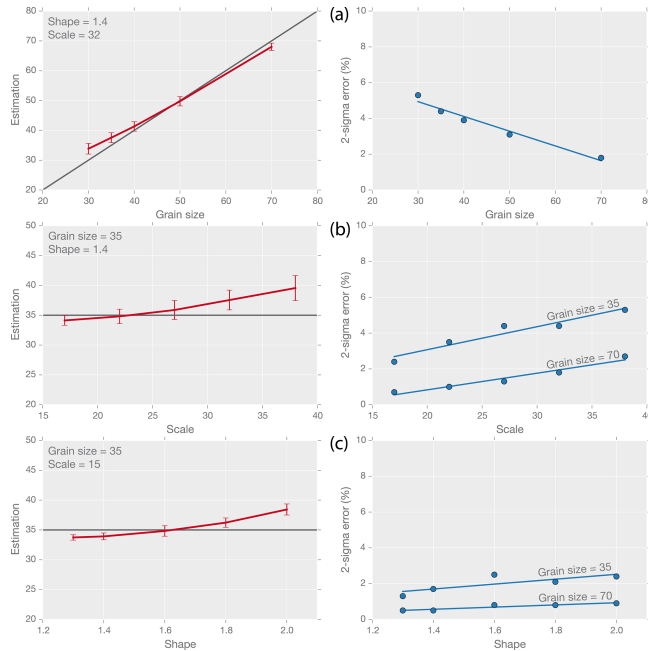 (a)
Shape = 1.4
Scale = 32
Estimation
80
70
60
50
40
30
20
20 30 40 50 60 70 80
Grain size
2-sigma error (%)
10
8
6
4
2
0
20 30 40 50 60 70 80
Grain size
(b)
Grain size = 35
Shape = 1.4
Estimation
50
45
40
35
30
25
20
15 20 25 30 35 40
Scale
2-sigma error (%)
10
8
6
4
2
0
Grain size = 35
Grain size = 70
15 20 25 30 35 40
Scale
(c)
Grain size = 35
Scale = 15
Estimation
50
45
40
35
30
25
20
1.2 1.4 1.6 1.8 2.0
Shape
2-sigma error (%)
10
8
6
4
2
0
Grain size = 35
Grain size = 70
1.2 1.4 1.6 1.8 2.0
Shape